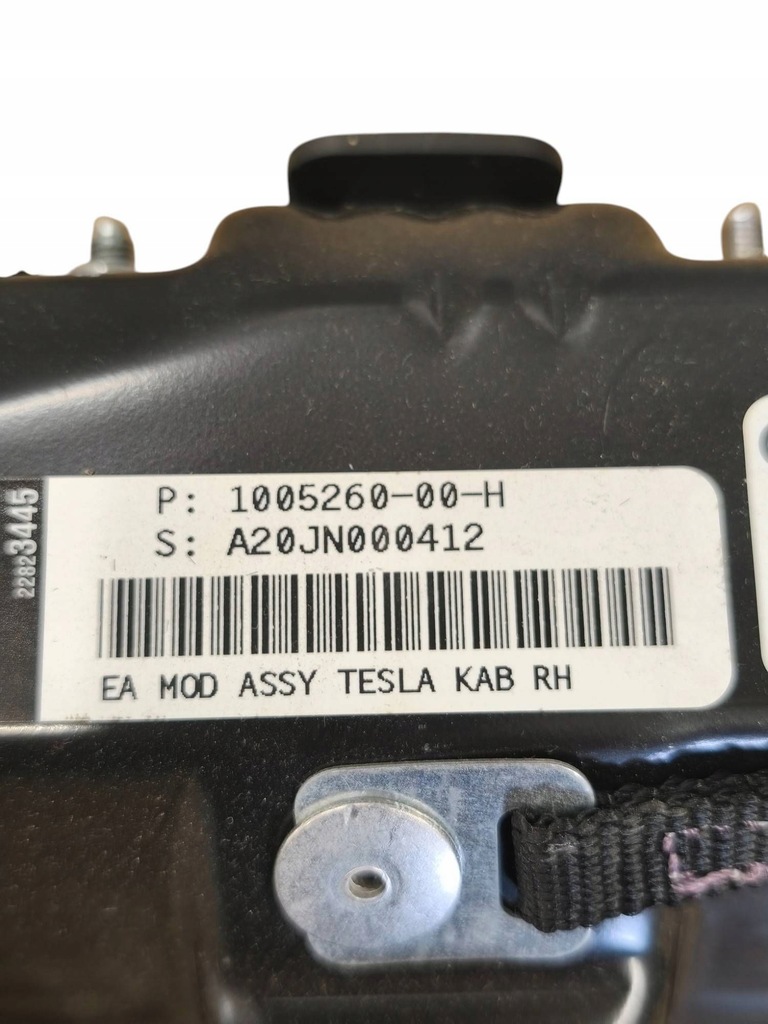 P: 1005260-00-H
S: A20JN000412
EA MOD ASSY TESLA KAB RH
22823445